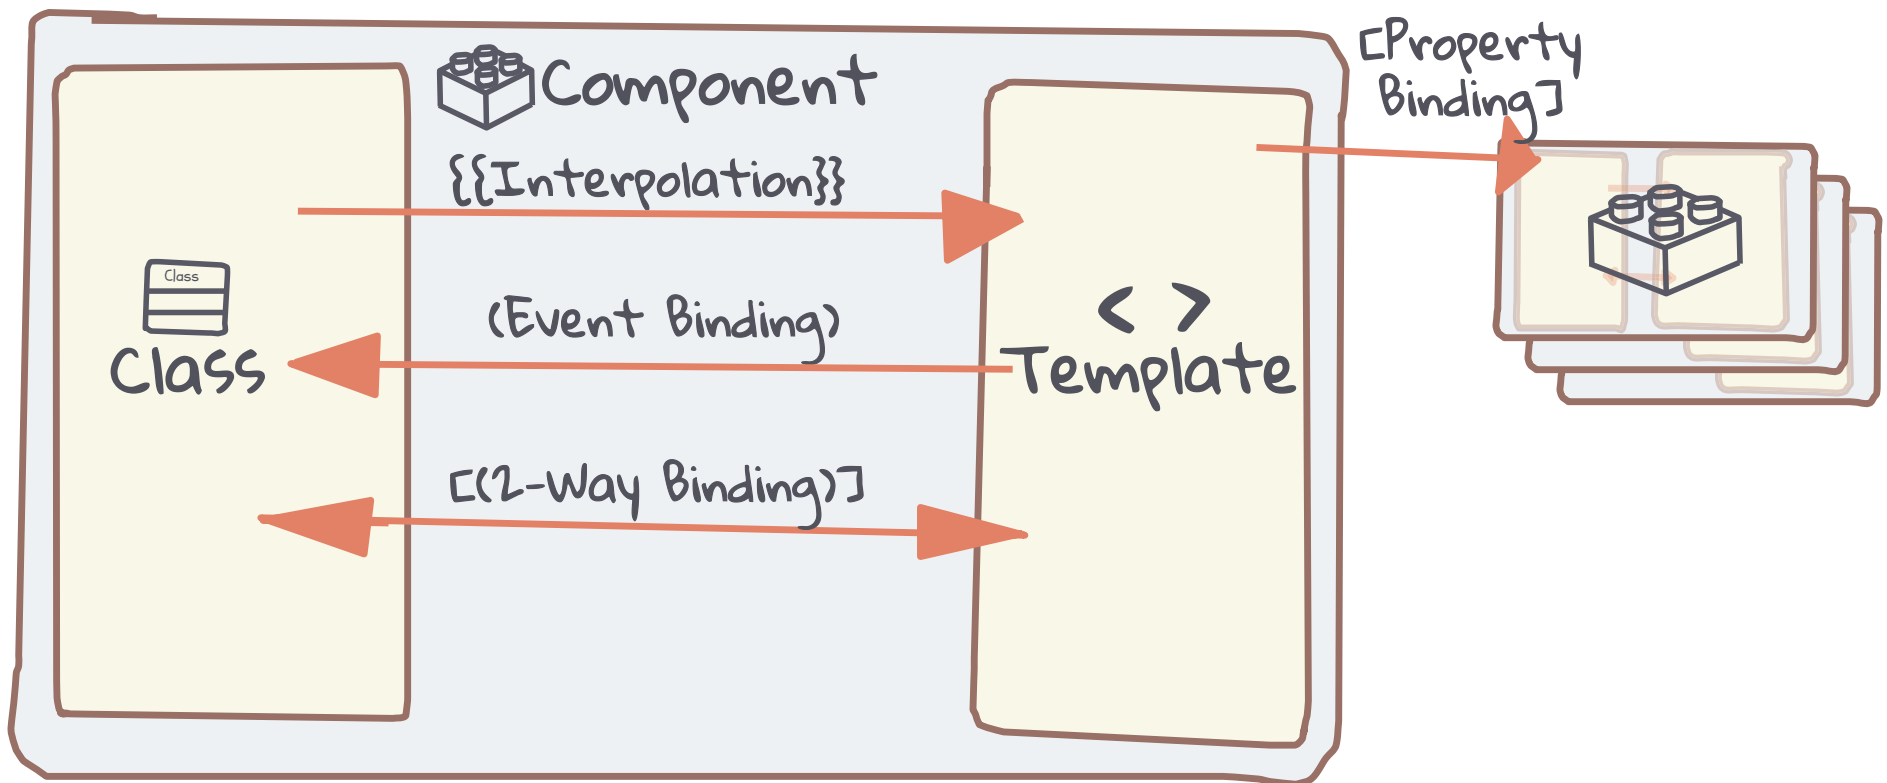 Component
[Property
Binding]
{{Interpolation}}
Class
(Event Binding)
< >
Class
Template
[(2-Way Binding)]